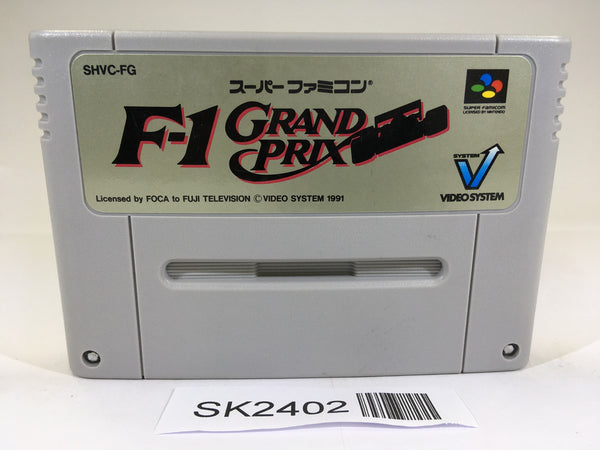 SHVC-FG
スーパーファミコン®
SUPER FAMICOM
LICENSED BY NINTENDO
F-1 GRAND
PRIX
SYSTEM
V
VIDEO SYSTEM
Licensed by FOCA to FUJI TELEVISION © VIDEO SYSTEM 1991
SK2402